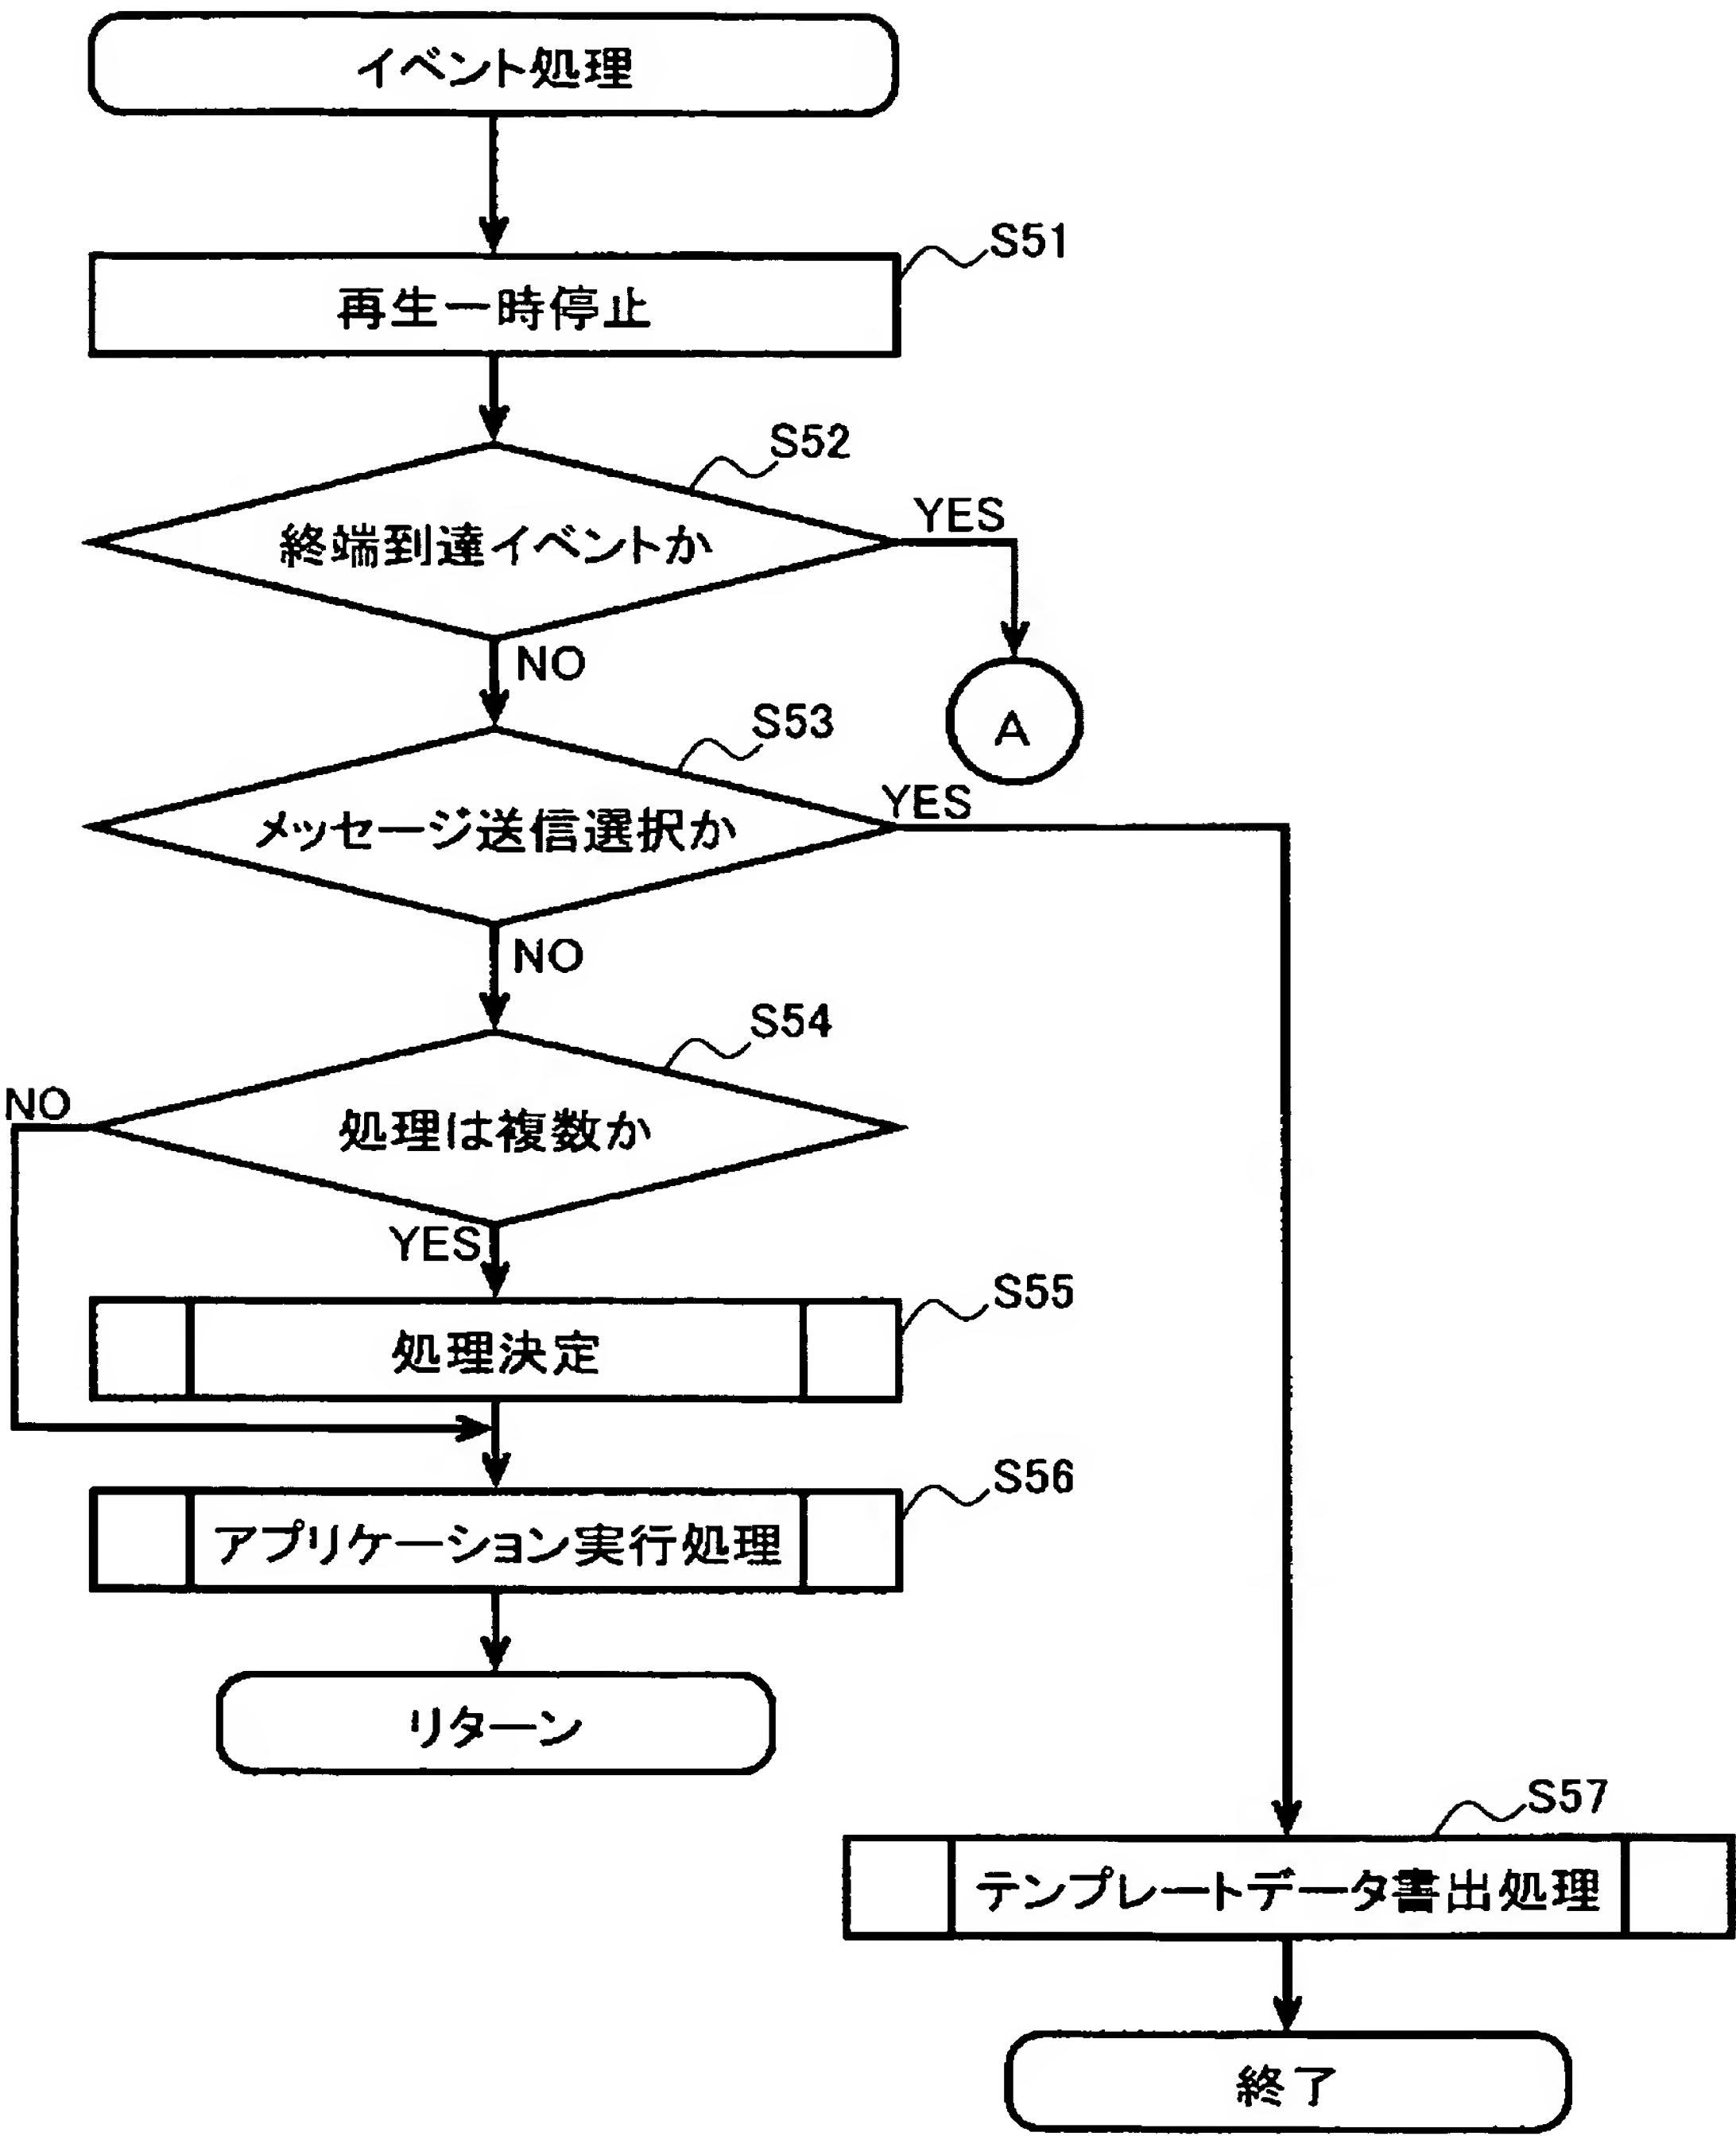 イベント処理
S51
再生一時停止
S52
終端到達イベントか
YES
NO
A
S53
メッセージ送信選択か
YES
NO
S54
処理は複数か
NO
YES
S55
処理決定
S56
アプリケーション実行処理
リターン
S57
テンプレートデータ書出処理
終了